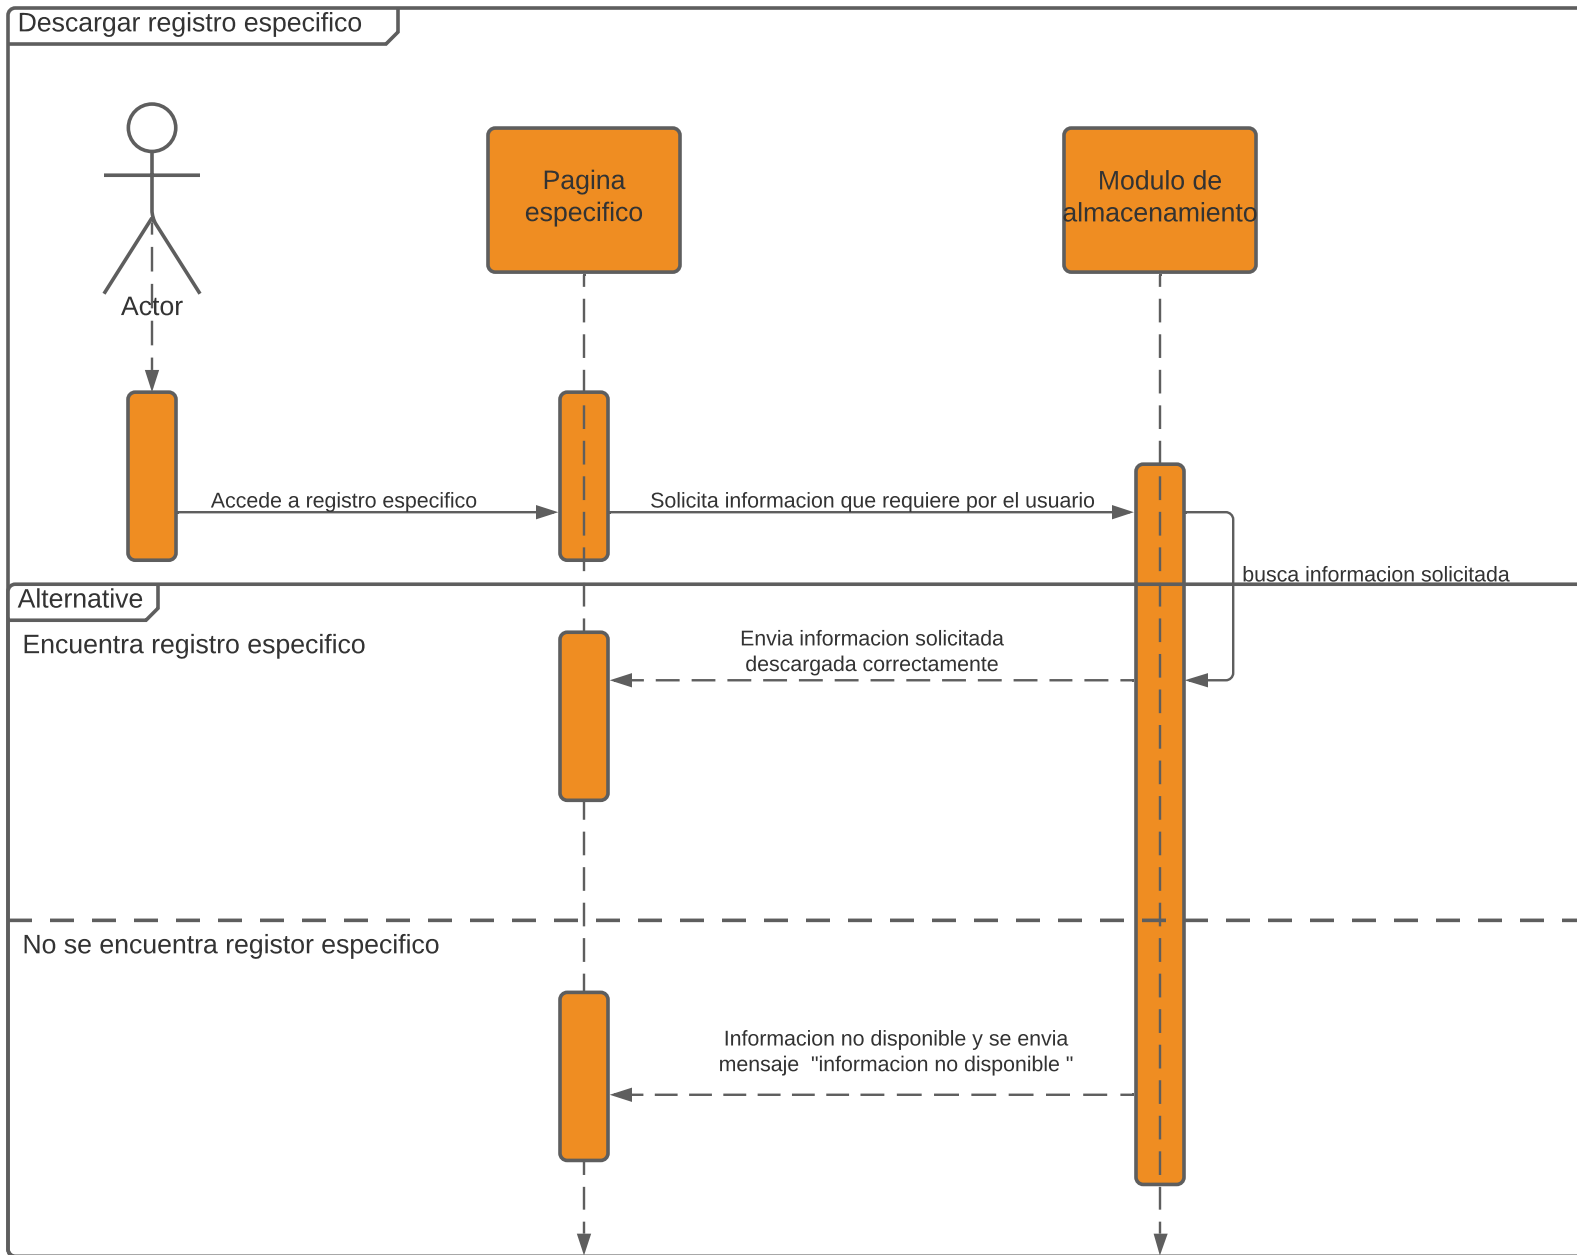 Descargar registro especifico
Pagina
especifico
Modulo de
almacenamiento
Actor
Accede a registro especifico
Solicita informacion que requiere por el usuario
busca informacion solicitada
Alternative
Encuentra registro especifico
Envia informacion solicitada
descargada correctamente
No se encuentra registor especifico
Informacion no disponible y se envia
mensaje  "informacion no disponible "